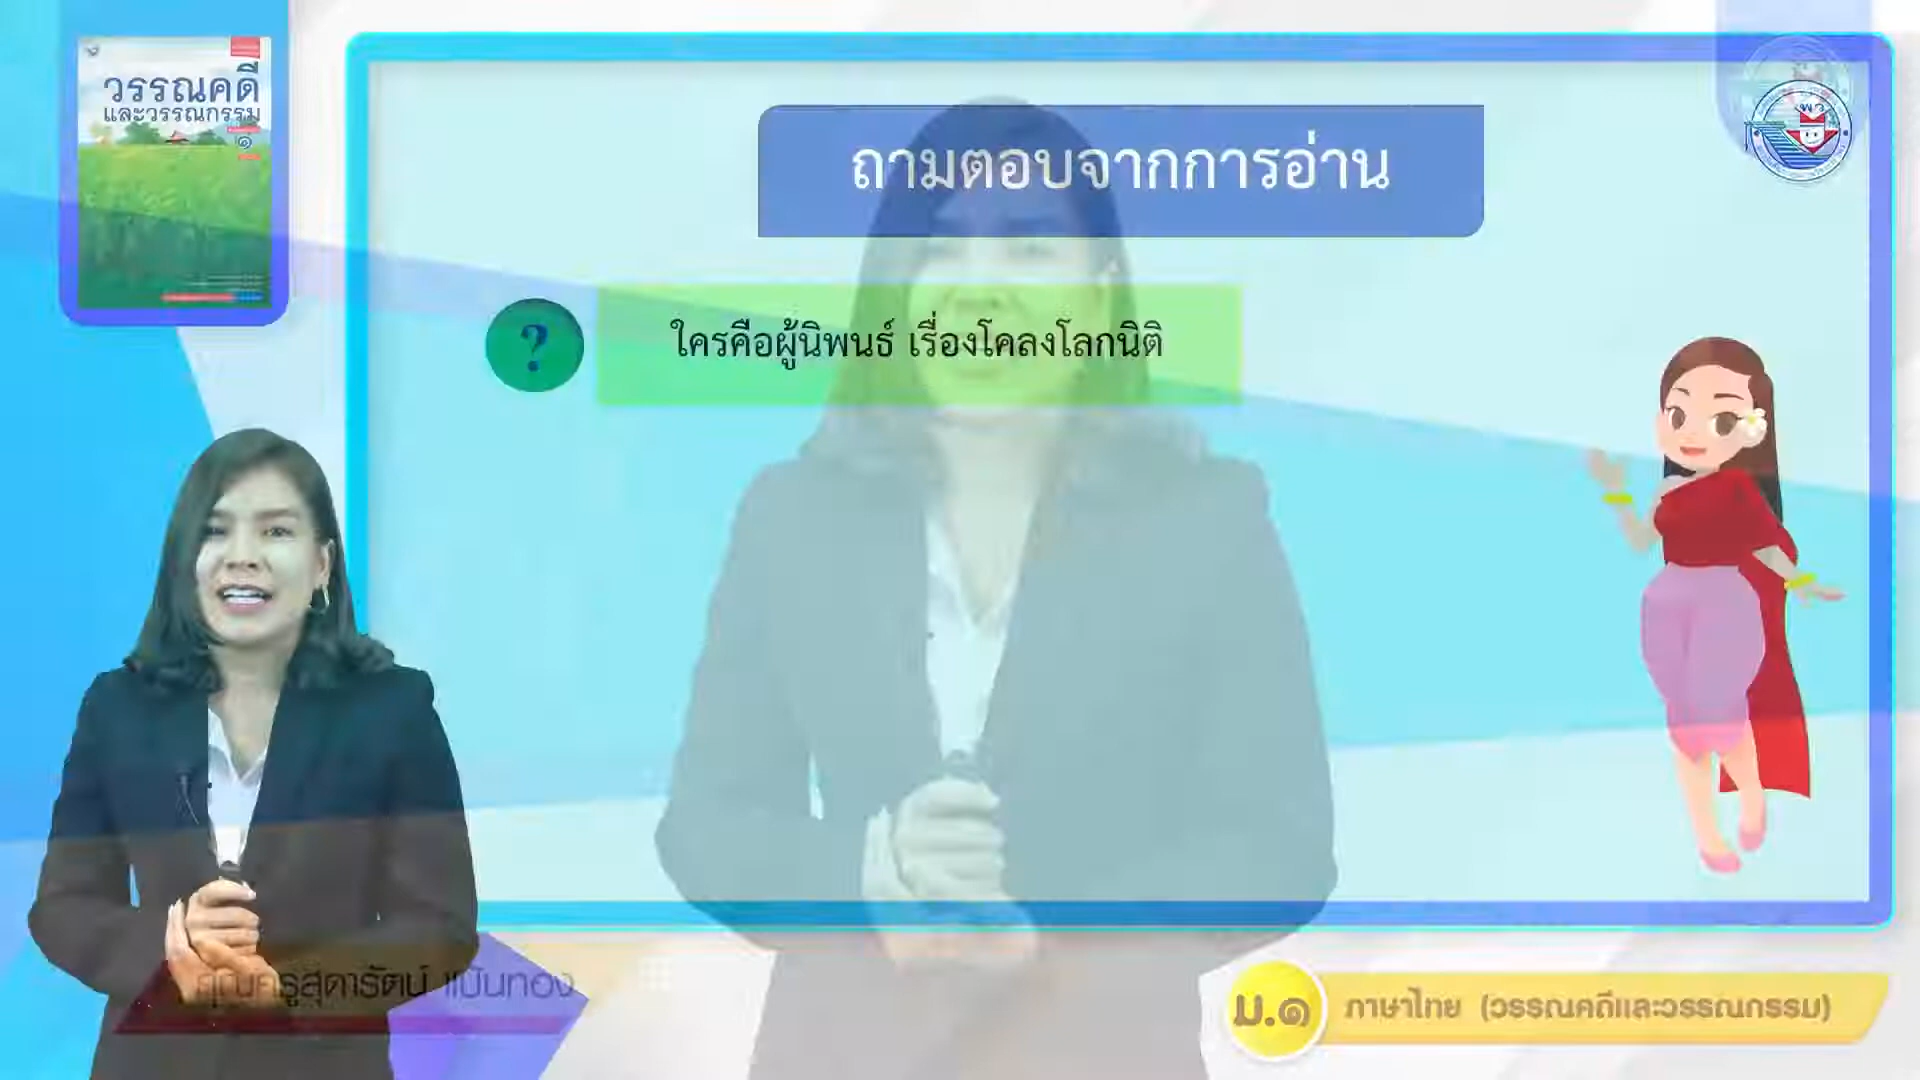 วรรณคดี
และวรรณกรรม
๑
ถามตอบจากการอ่าน
?
ใครคือผู้นิพนธ์ เรื่องโคลงโลกนิติ
คุณครูสุดารัตน์ แป้นทอง
ม.๑
ภาษาไทย (วรรณคดีและวรรณกรรม)